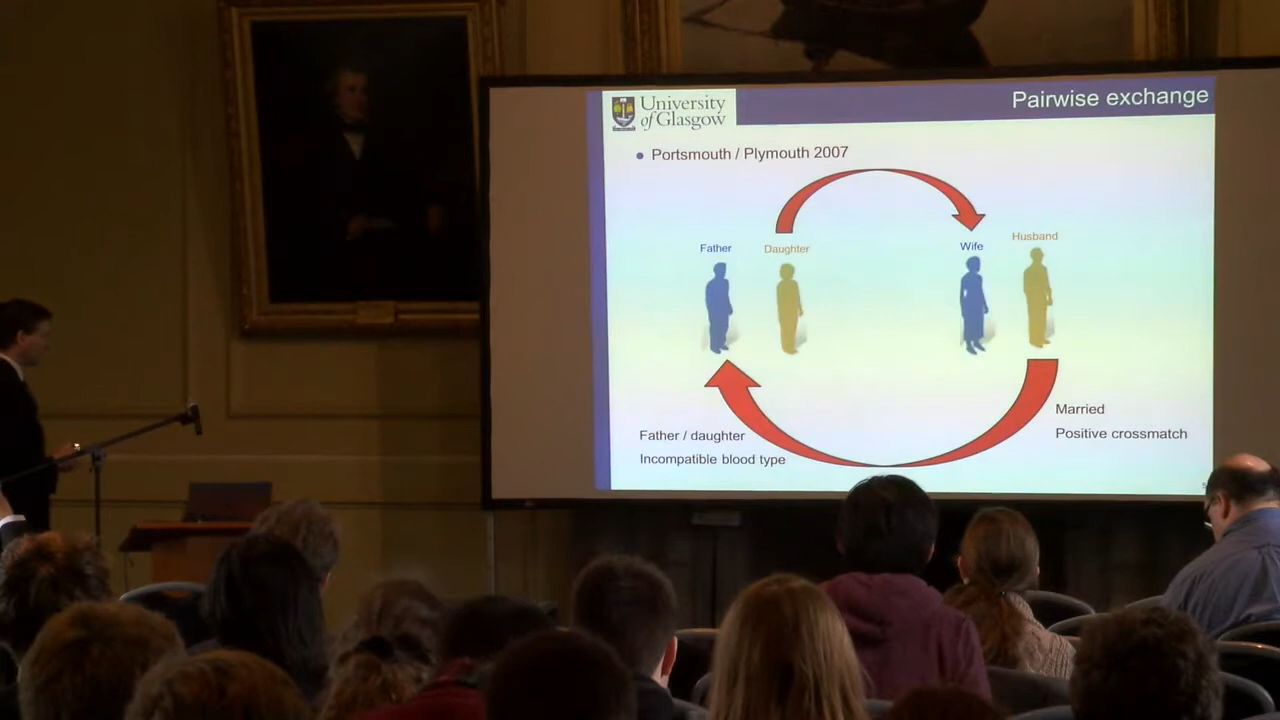 University
of Glasgow
Pairwise exchange
Portsmouth / Plymouth 2007
Father
Daughter
Wife
Husband
Married
Positive crossmatch
Father / daughter
Incompatible blood type